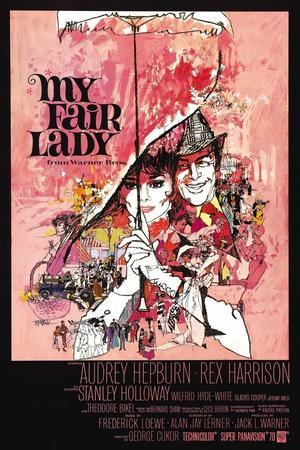 MY
FAIR
LADY
from Warner Bros.
AUDREY HEPBURN · REX HARRISON
STANLEY HOLLOWAY WILFRID HYDE-WHITE GLADYS COOPER JEREMY BRETT
THEODORE BIKEL BERNARD SHAW CECIL BEATON ANDRE PREVIN
FREDERICK LOEWE · ALAN JAY LERNER · JACK L. WARNER
GEORGE CUKOR TECHNICOLOR® SUPER PANAVISION® 70